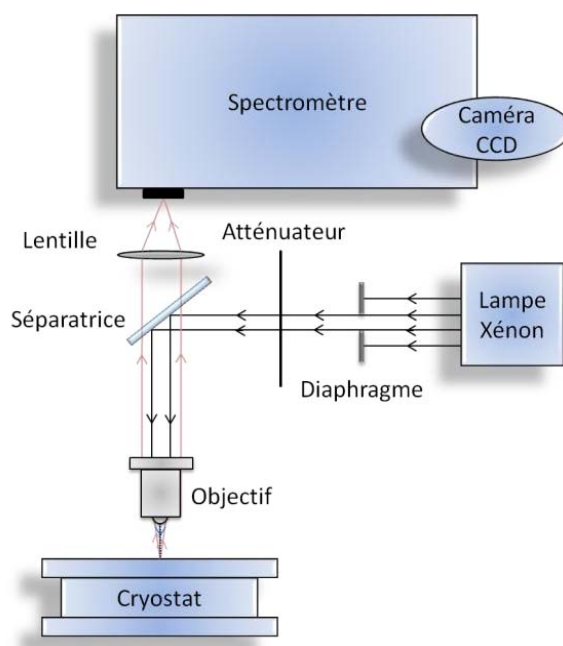 Spectromètre
Caméra
CCD
Lentille
Atténuateur
Séparatrice
Lampe
Xénon
Diaphragme
Objectif
Cryostat